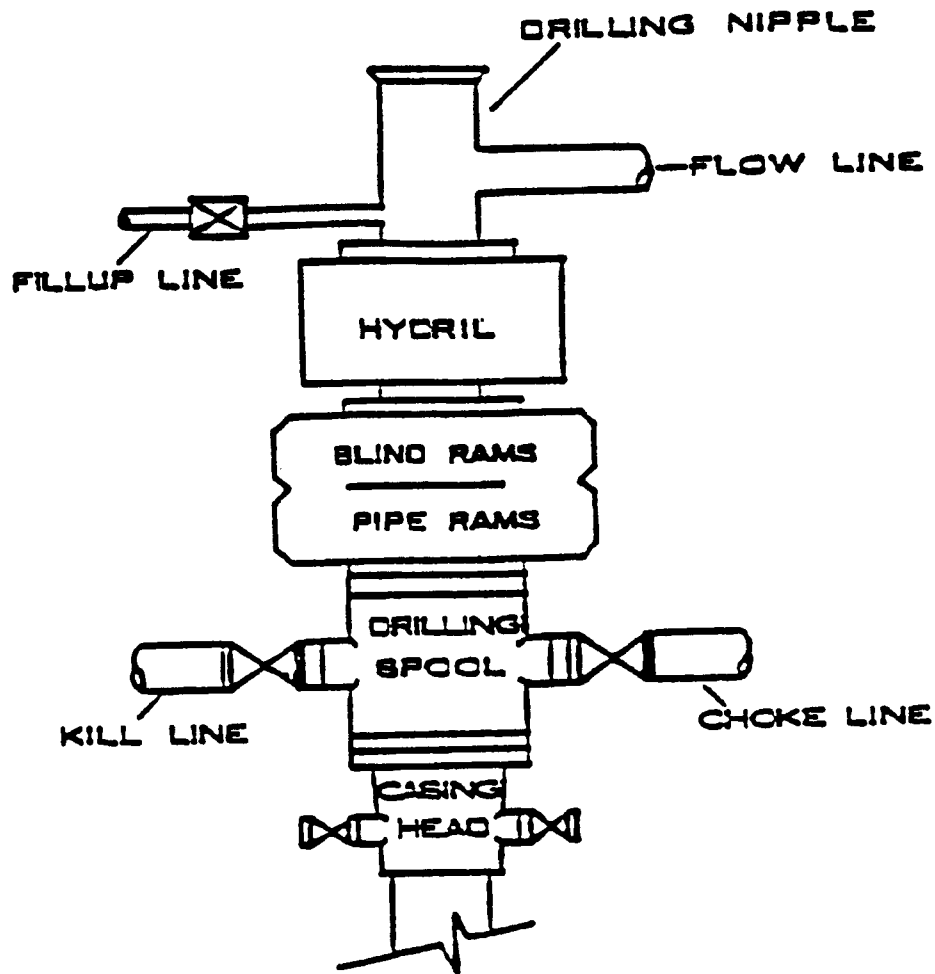 DRILLING NIPPLE
FLOW LINE
FILLUP LINE
HYDRIL
BLIND RAMS
PIPE RAMS
DRILLING
SPOOL
KILL LINE
CHOKE LINE
CASING
HEAD